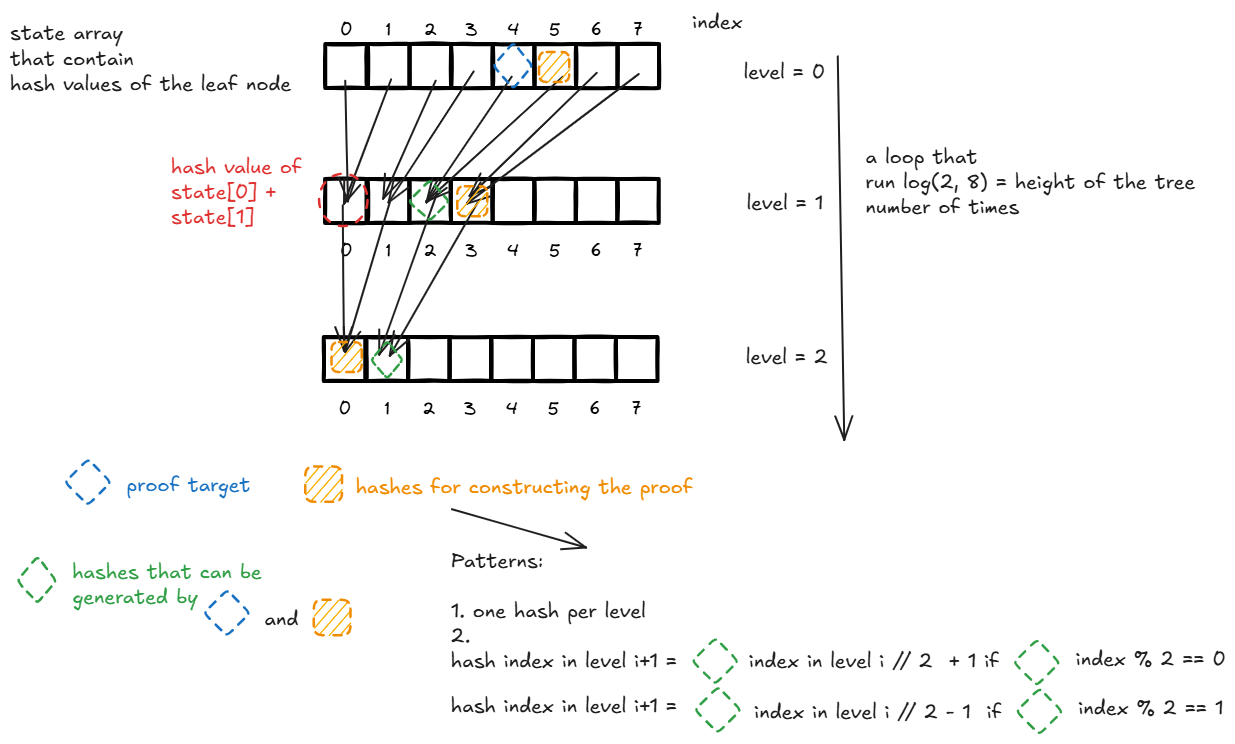 state array
that contain
hash values of the leaf node
0 1 2 3 4 5 6 7
index
level = 0
hash value of
state[0] +
state[1]
0 1 2 3 4 5 6 7
level = 1
a loop that
run log(2, 8) = height of the tree
number of times
level = 2
0 1 2 3 4 5 6 7
proof target
hashes for constructing the proof
hashes that can be
generated by
and
Patterns:
1. one hash per level
2.
hash index in level i+1 = index in level i // 2 + 1 if index % 2 == 0
hash index in level i+1 = index in level i // 2 - 1 if index % 2 == 1